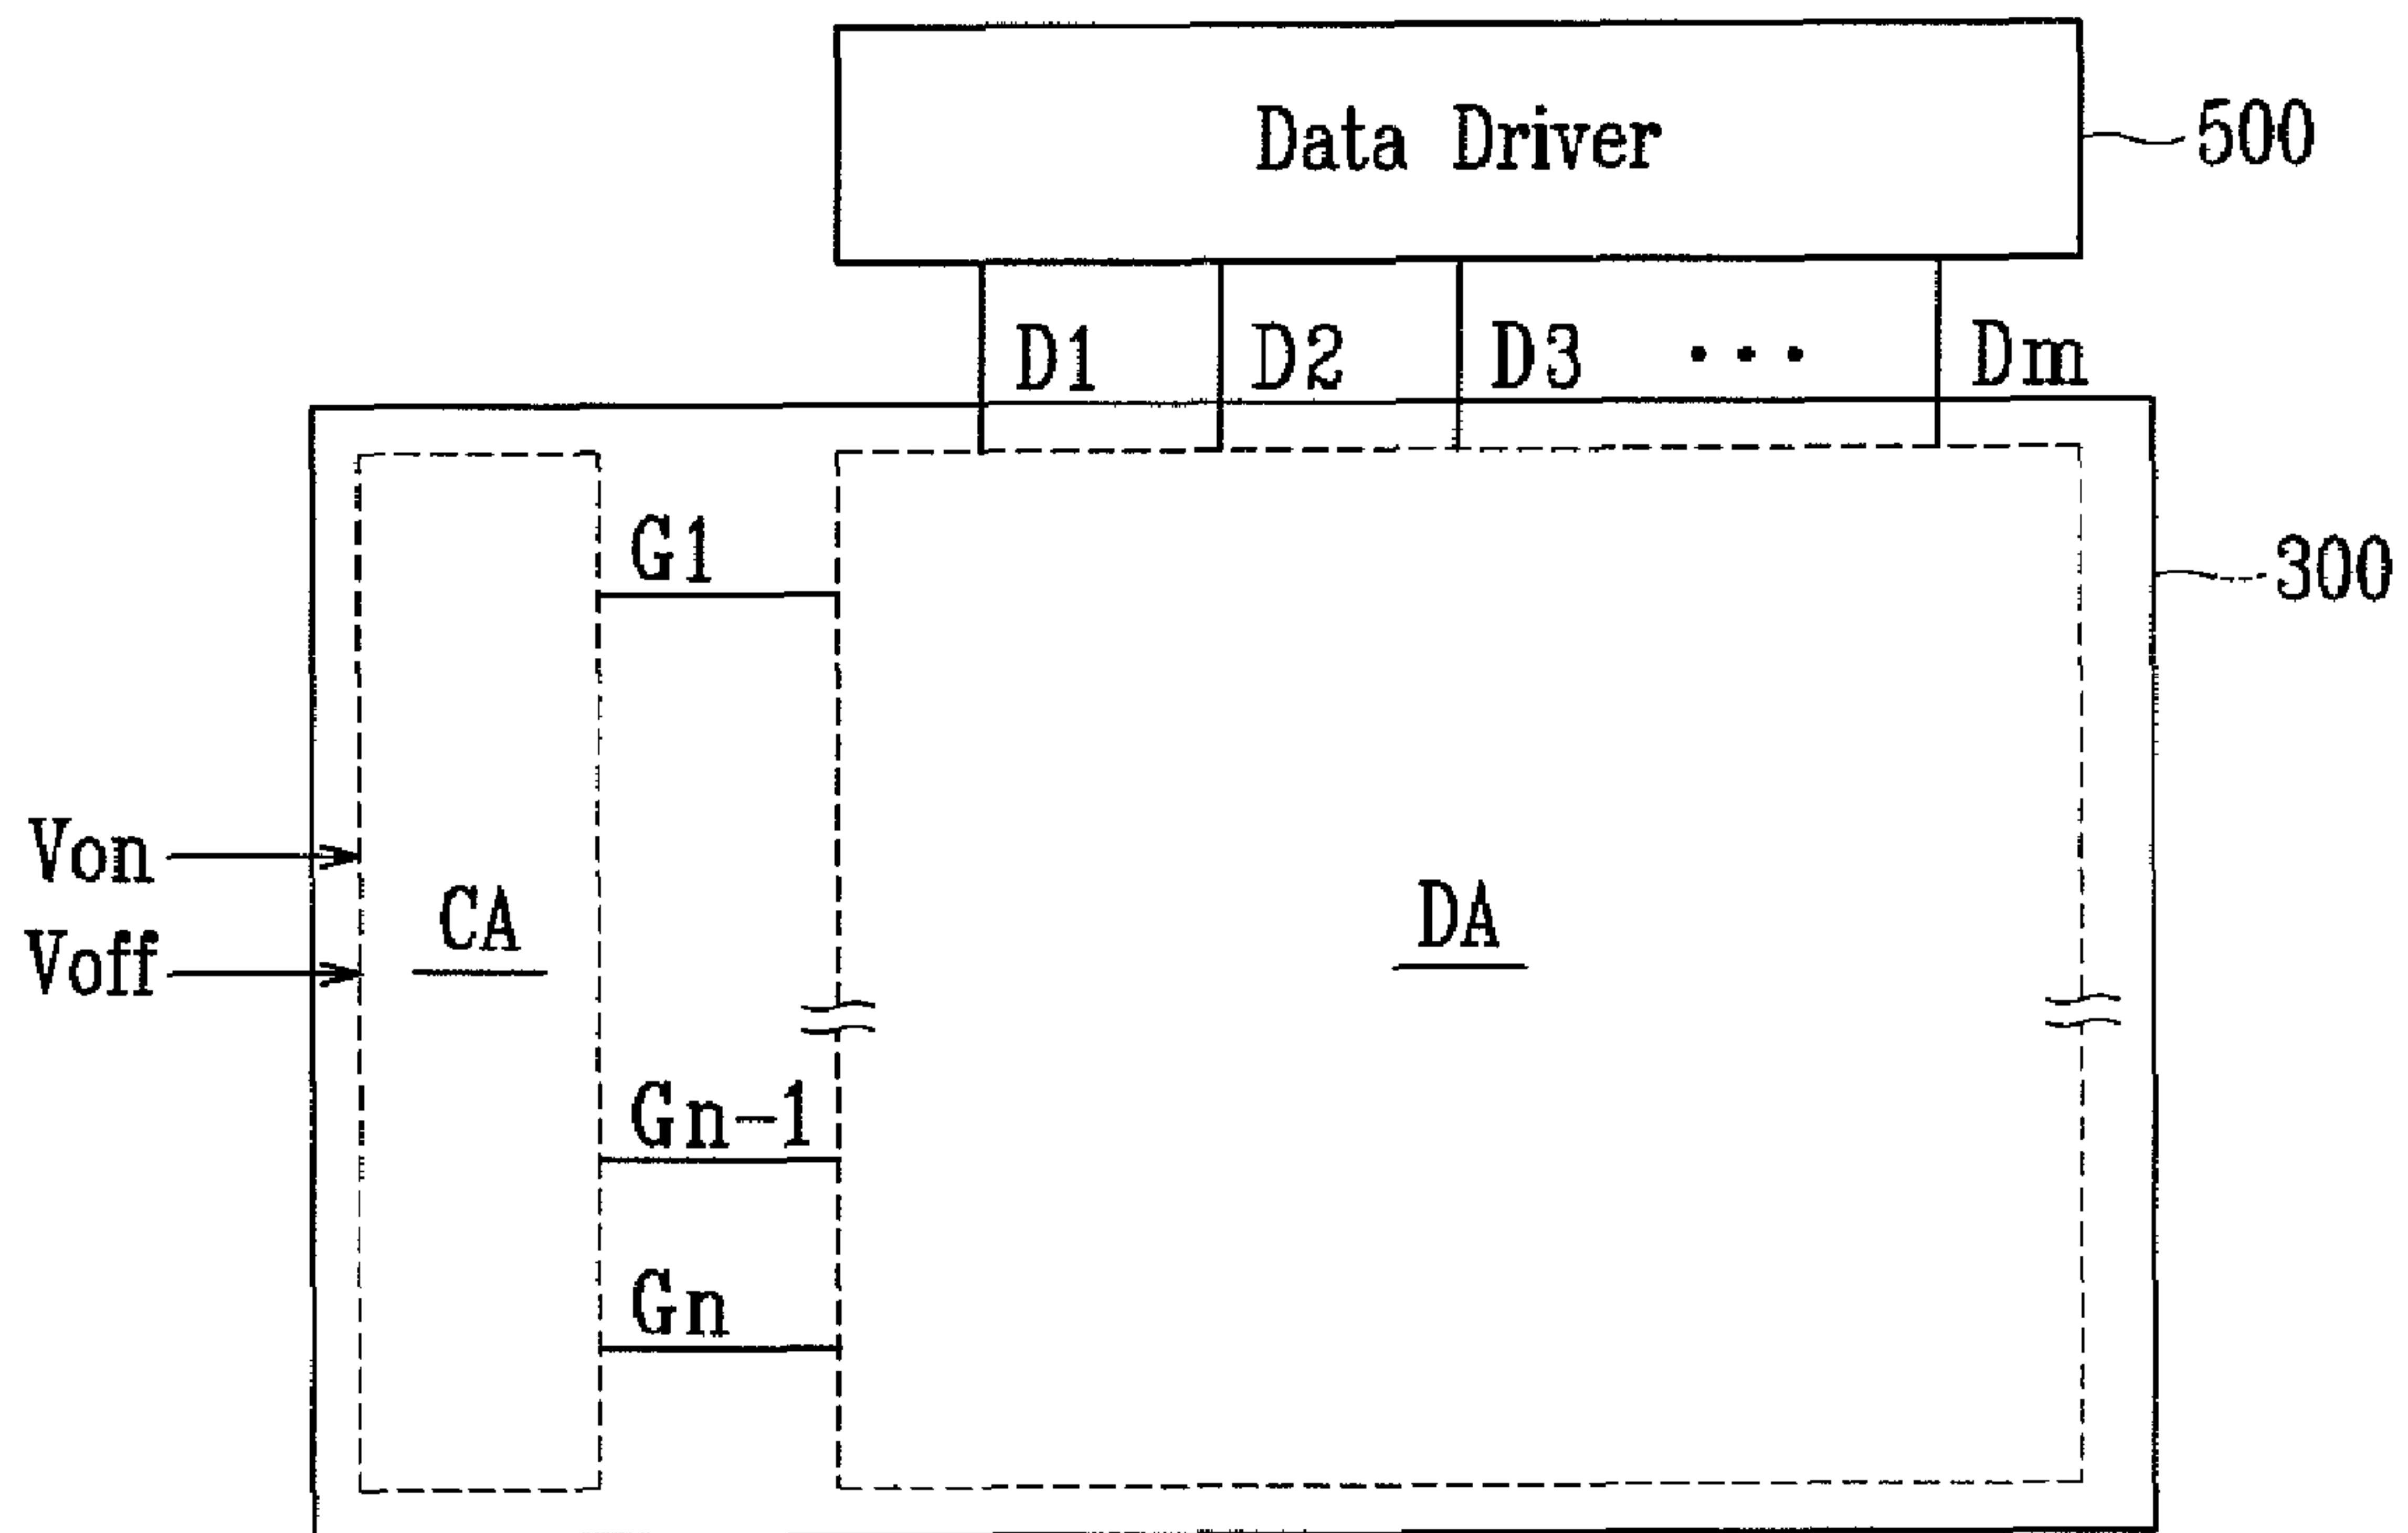 Data Driver
500
D1 D2 D3 ... Dm
G1
300
Von
CA
DA
Voff
Gn-1
Gn